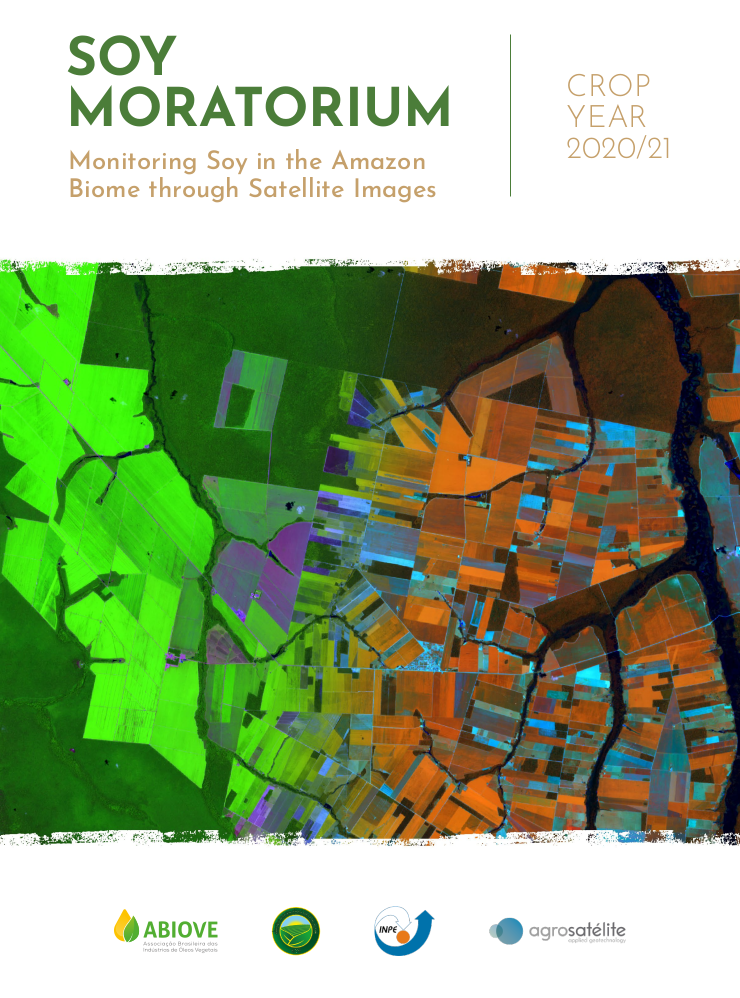 SOY
MORATORIUM
Monitoring Soy in the Amazon
Biome through Satellite Images
CROP
YEAR
2020/21
ABIOVE
Associação Brasileira das
Indústrias de Óleos Vegetais
INPE
agrosatélite
applied geotechnology